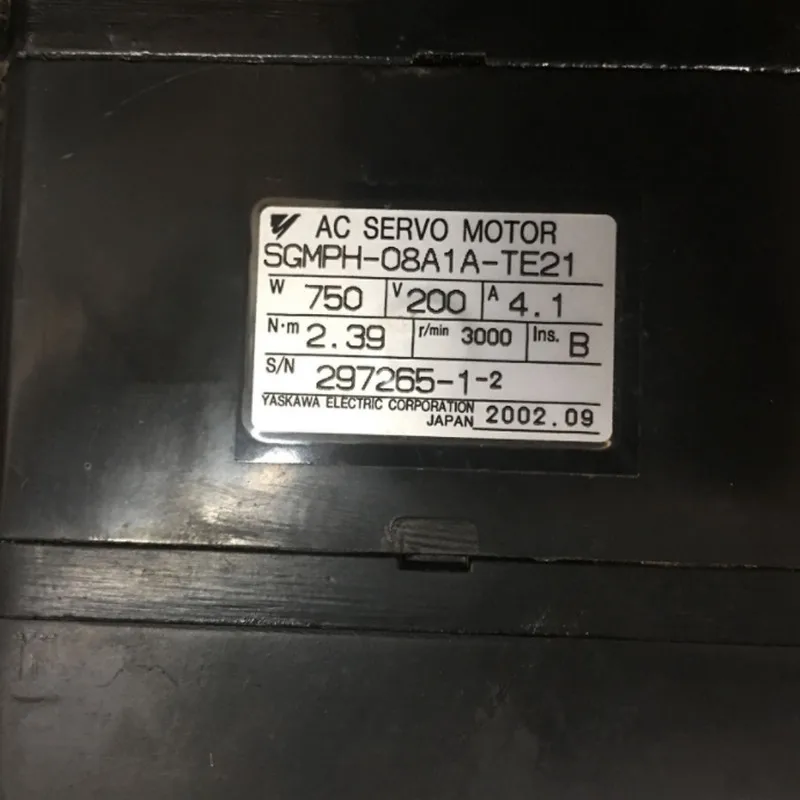 AC SERVO MOTOR
SGMPH-08A1A-TE21
W 750 V 200 A 4.1
N·m 2.39 r/min 3000 Ins. B
S/N 297265-1-2
YASKAWA ELECTRIC CORPORATION
JAPAN 2002.09